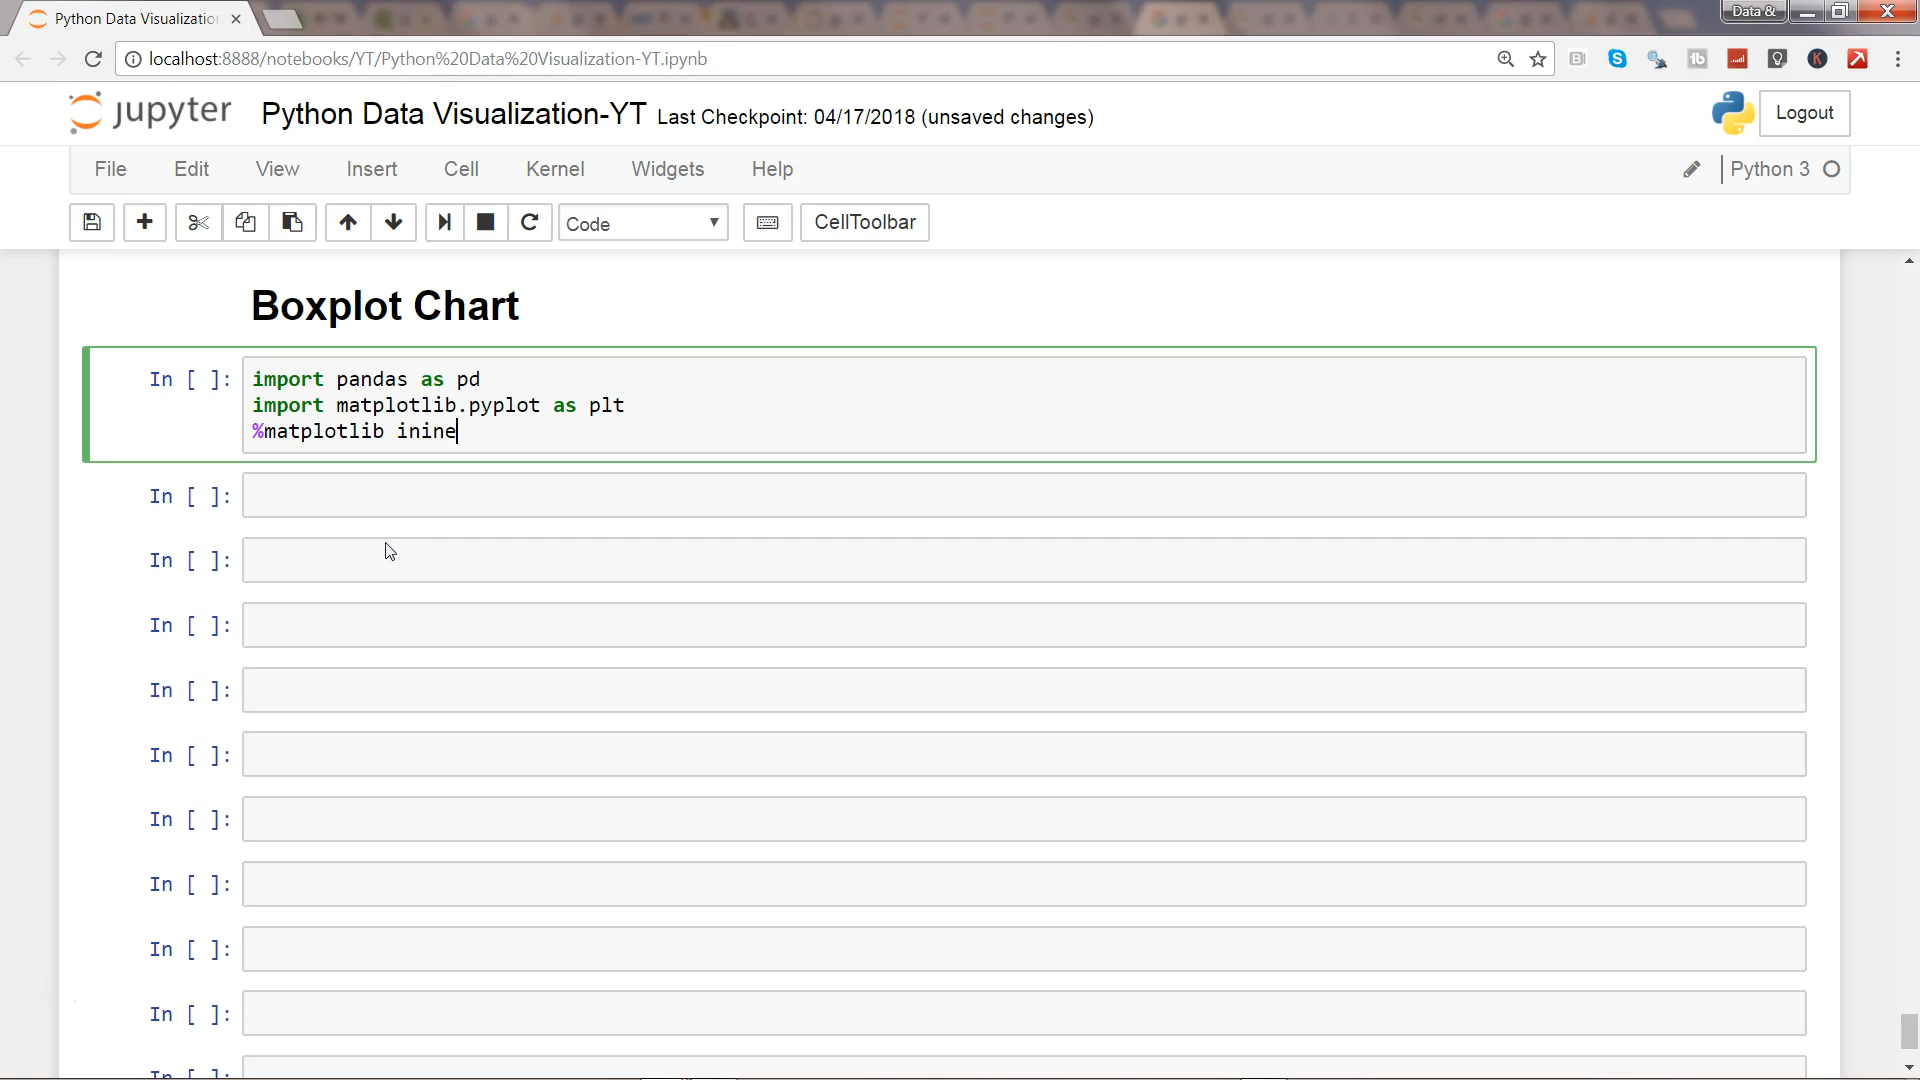 Python Data Visualization
Data &
localhost:8888/notebooks/YT/Python%20Data%20Visualization-YT.ipynb
jupyter Python Data Visualization-YT Last Checkpoint: 04/17/2018 (unsaved changes)
Logout
File Edit View Insert Cell Kernel Widgets Help
Python 3
Code
CellToolbar
Boxplot Chart
In [ ]: import pandas as pd
import matplotlib.pyplot as plt
%matplotlib inine
In [ ]:
In [ ]:
In [ ]:
In [ ]:
In [ ]:
In [ ]:
In [ ]:
In [ ]:
In [ ]:
In [ ]: